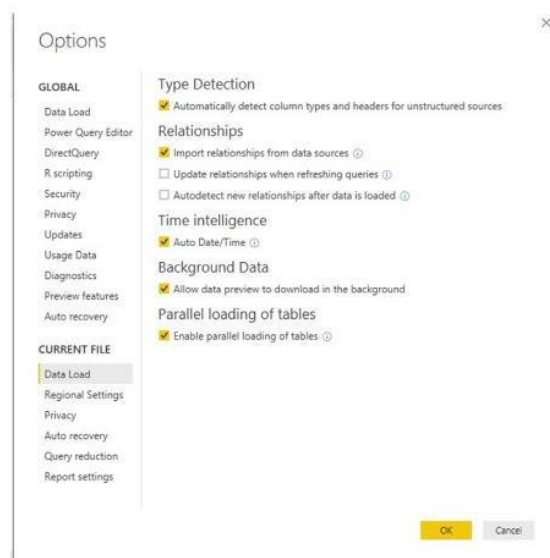 Options
GLOBAL
Data Load
Power Query Editor
DirectQuery
R scripting
Security
Privacy
Updates
Usage Data
Diagnostics
Preview features
Auto recovery
CURRENT FILE
Data Load
Regional Settings
Privacy
Auto recovery
Query reduction
Report settings
Type Detection
Automatically detect column types and headers for unstructured sources
Relationships
Import relationships from data sources
Update relationships when refreshing queries
Autodetect new relationships after data is loaded
Time intelligence
Auto Date/Time
Background Data
Allow data preview to download in the background
Parallel loading of tables
Enable parallel loading of tables
OK
Cancel